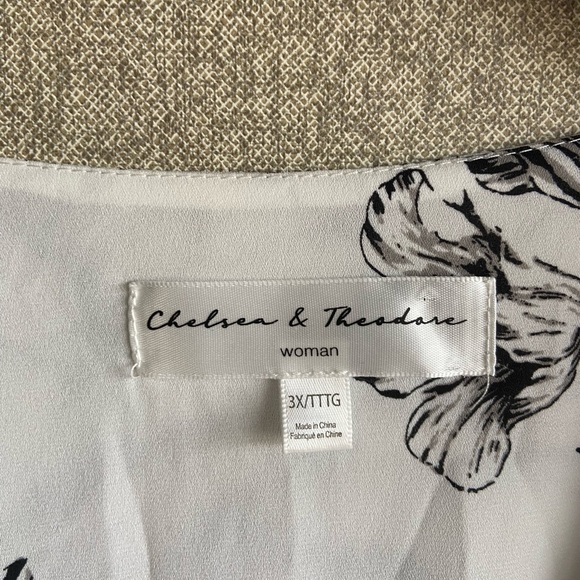 Chelsea & Theodore
woman
3X/TTTG
Made in China
Fabriqué en Chine